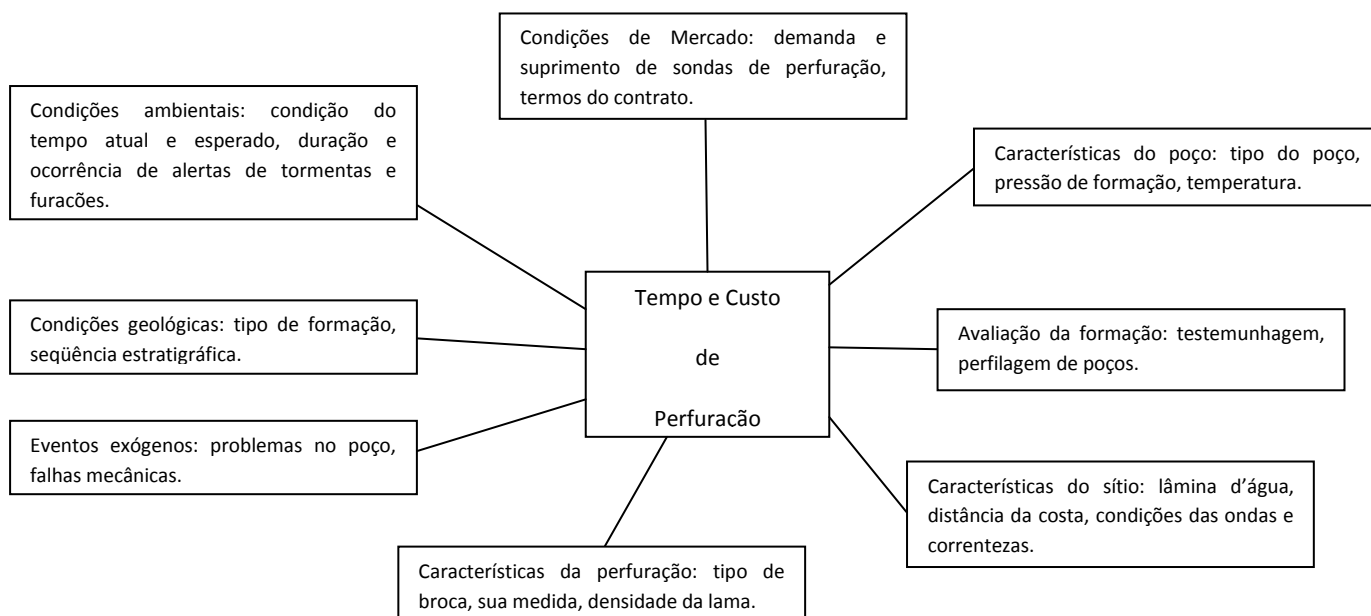 Condições de Mercado: demanda e
suprimento de sondas de perfuração,
termos do contrato.
Condições ambientais: condição do
tempo atual e esperado, duração e
ocorrência de alertas de tormentas e
furacões.
Características do poço: tipo do poço,
pressão de formação, temperatura.
Tempo e Custo
de
Perfuração
Condições geológicas: tipo de formação,
seqüência estratigráfica.
Avaliação da formação: testemunhagem,
perfilagem de poços.
Eventos exógenos: problemas no poço,
falhas mecânicas.
Características do sítio: lâmina d’água,
distância da costa, condições das ondas e
correntezas.
Características da perfuração: tipo de
broca, sua medida, densidade da lama.